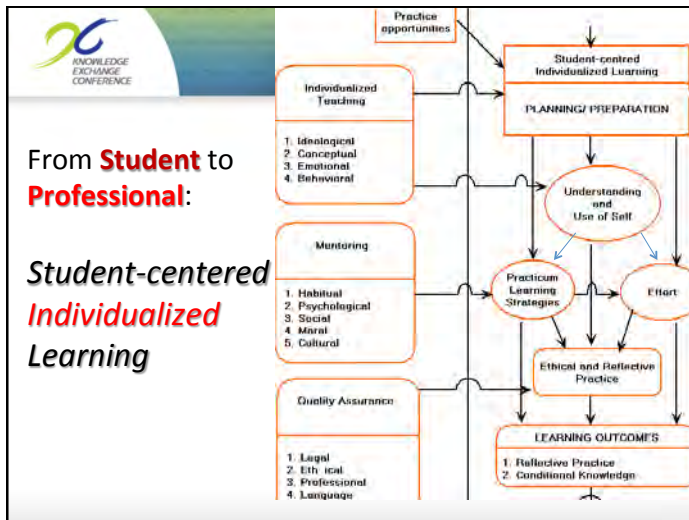 KNOWLEDGE
EXCHANGE
CONFERENCE
From Student to
Professional:
Student-centered
Individualized
Learning
Practice
opportunities
Student-centred
Individualized Learning
PLANNING/ PREPARATION
Individualized
Teaching
1. Ideological
2. Conceptual
3. Emotional
4. Behavioral
Understanding
and
Use of Self
Mentoring
1. Habitual
2. Psychological
3. Social
4. Moral
5. Cultural
Practicum
Learning
Strategies
Effort
Ethical and Reflective
Practice
Quality Assurance
1. Legal
2. Eth ical
3. Professional
4. Language
LEARNING OUTCOMES
1. Reflective Practice
2. Conditional Knowledge